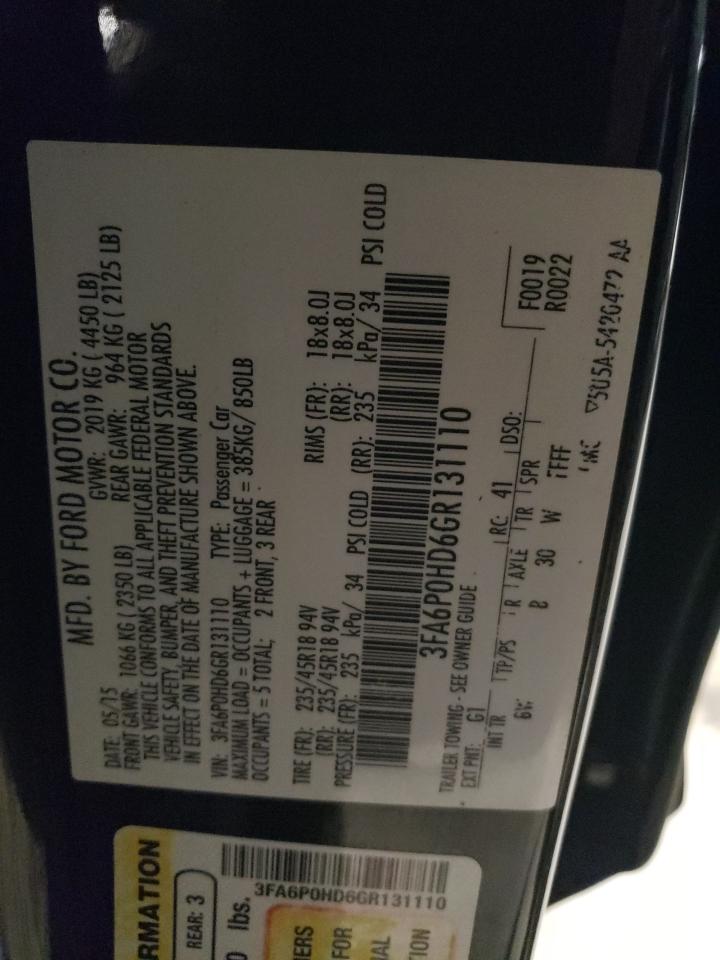 MFD. BY FORD MOTOR CO.
DATE: 05/15 GVWR: 2019 KG ( 4450 LB)
FRONT GAWR: 1066 KG ( 2350 LB) REAR GAWR: 964 KG ( 2125 LB)
THIS VEHICLE CONFORMS TO ALL APPLICABLE FEDERAL MOTOR
VEHICLE SAFETY, BUMPER, AND THEFT PREVENTION STANDARDS
IN EFFECT ON THE DATE OF MANUFACTURE SHOWN ABOVE.
VIN: 3FA6P0HD6GR131110 TYPE: Passenger Car
MAXIMUM LOAD = OCCUPANTS + LUGGAGE = 385KG/ 850LB
OCCUPANTS = 5 TOTAL; 2 FRONT, 3 REAR
TIRE (FR): 235/45R18 94V RIMS (FR): 18x8.0J
(RR): 235/45R18 94V (RR): 18x8.0J
PRESSURE (FR): 235 kPa/ 34 PSI COLD (RR): 235 kPa/ 34 PSI COLD
3FA6P0HD6GR131110
TRAILER TOWING - SEE OWNER GUIDE
EXT PNT: G1 RC: 41 DSO: F0019
R0022
INT TR TP/PS R AXLE TR SPR
B 30 W
RMATION
REAR: 3
lbs.
3FA6P0HD6GR131110
FOR